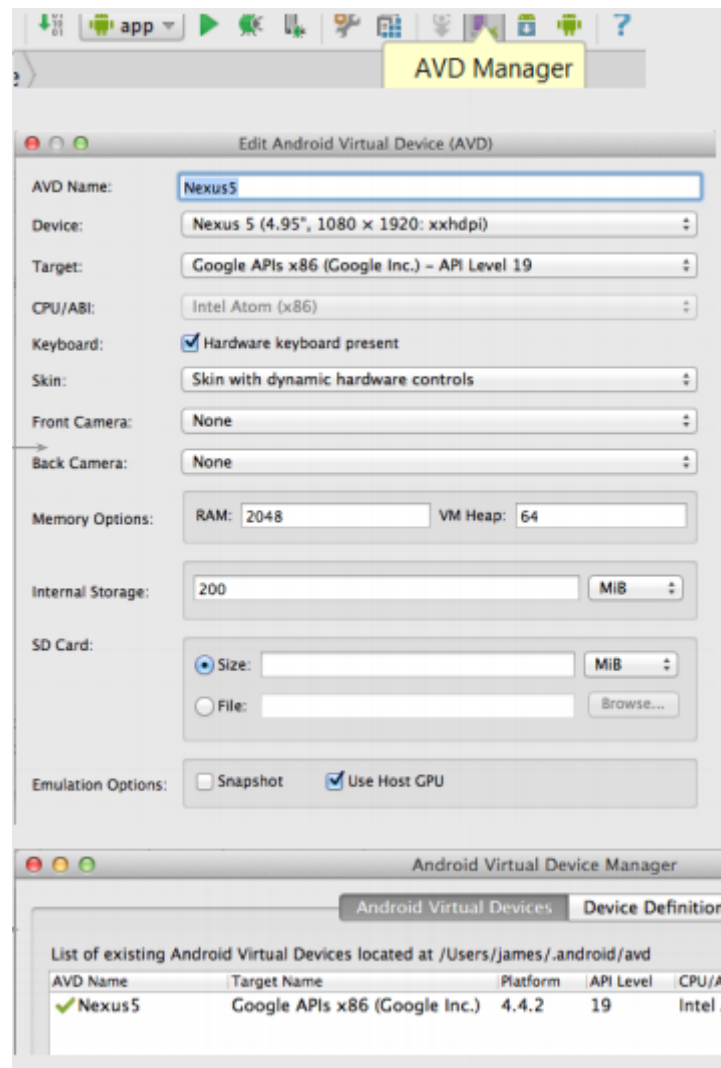 app
?
AVD Manager
Edit Android Virtual Device (AVD)
AVD Name: Nexus5
Device: Nexus 5 (4.95", 1080 × 1920: xxhdpi)
Target: Google APIs x86 (Google Inc.) – API Level 19
CPU/ABI: Intel Atom (x86)
Keyboard: Hardware keyboard present
Skin: Skin with dynamic hardware controls
Front Camera: None
Back Camera: None
Memory Options: RAM: 2048 VM Heap: 64
Internal Storage: 200 MiB
SD Card:
Size: MiB
File: Browse...
Emulation Options: Snapshot Use Host GPU
Android Virtual Device Manager
Android Virtual Devices Device Definition
List of existing Android Virtual Devices located at /Users/james/.android/avd
AVD Name Target Name Platform API Level CPU/A
Nexus5 Google APIs x86 (Google Inc.) 4.4.2 19 Intel